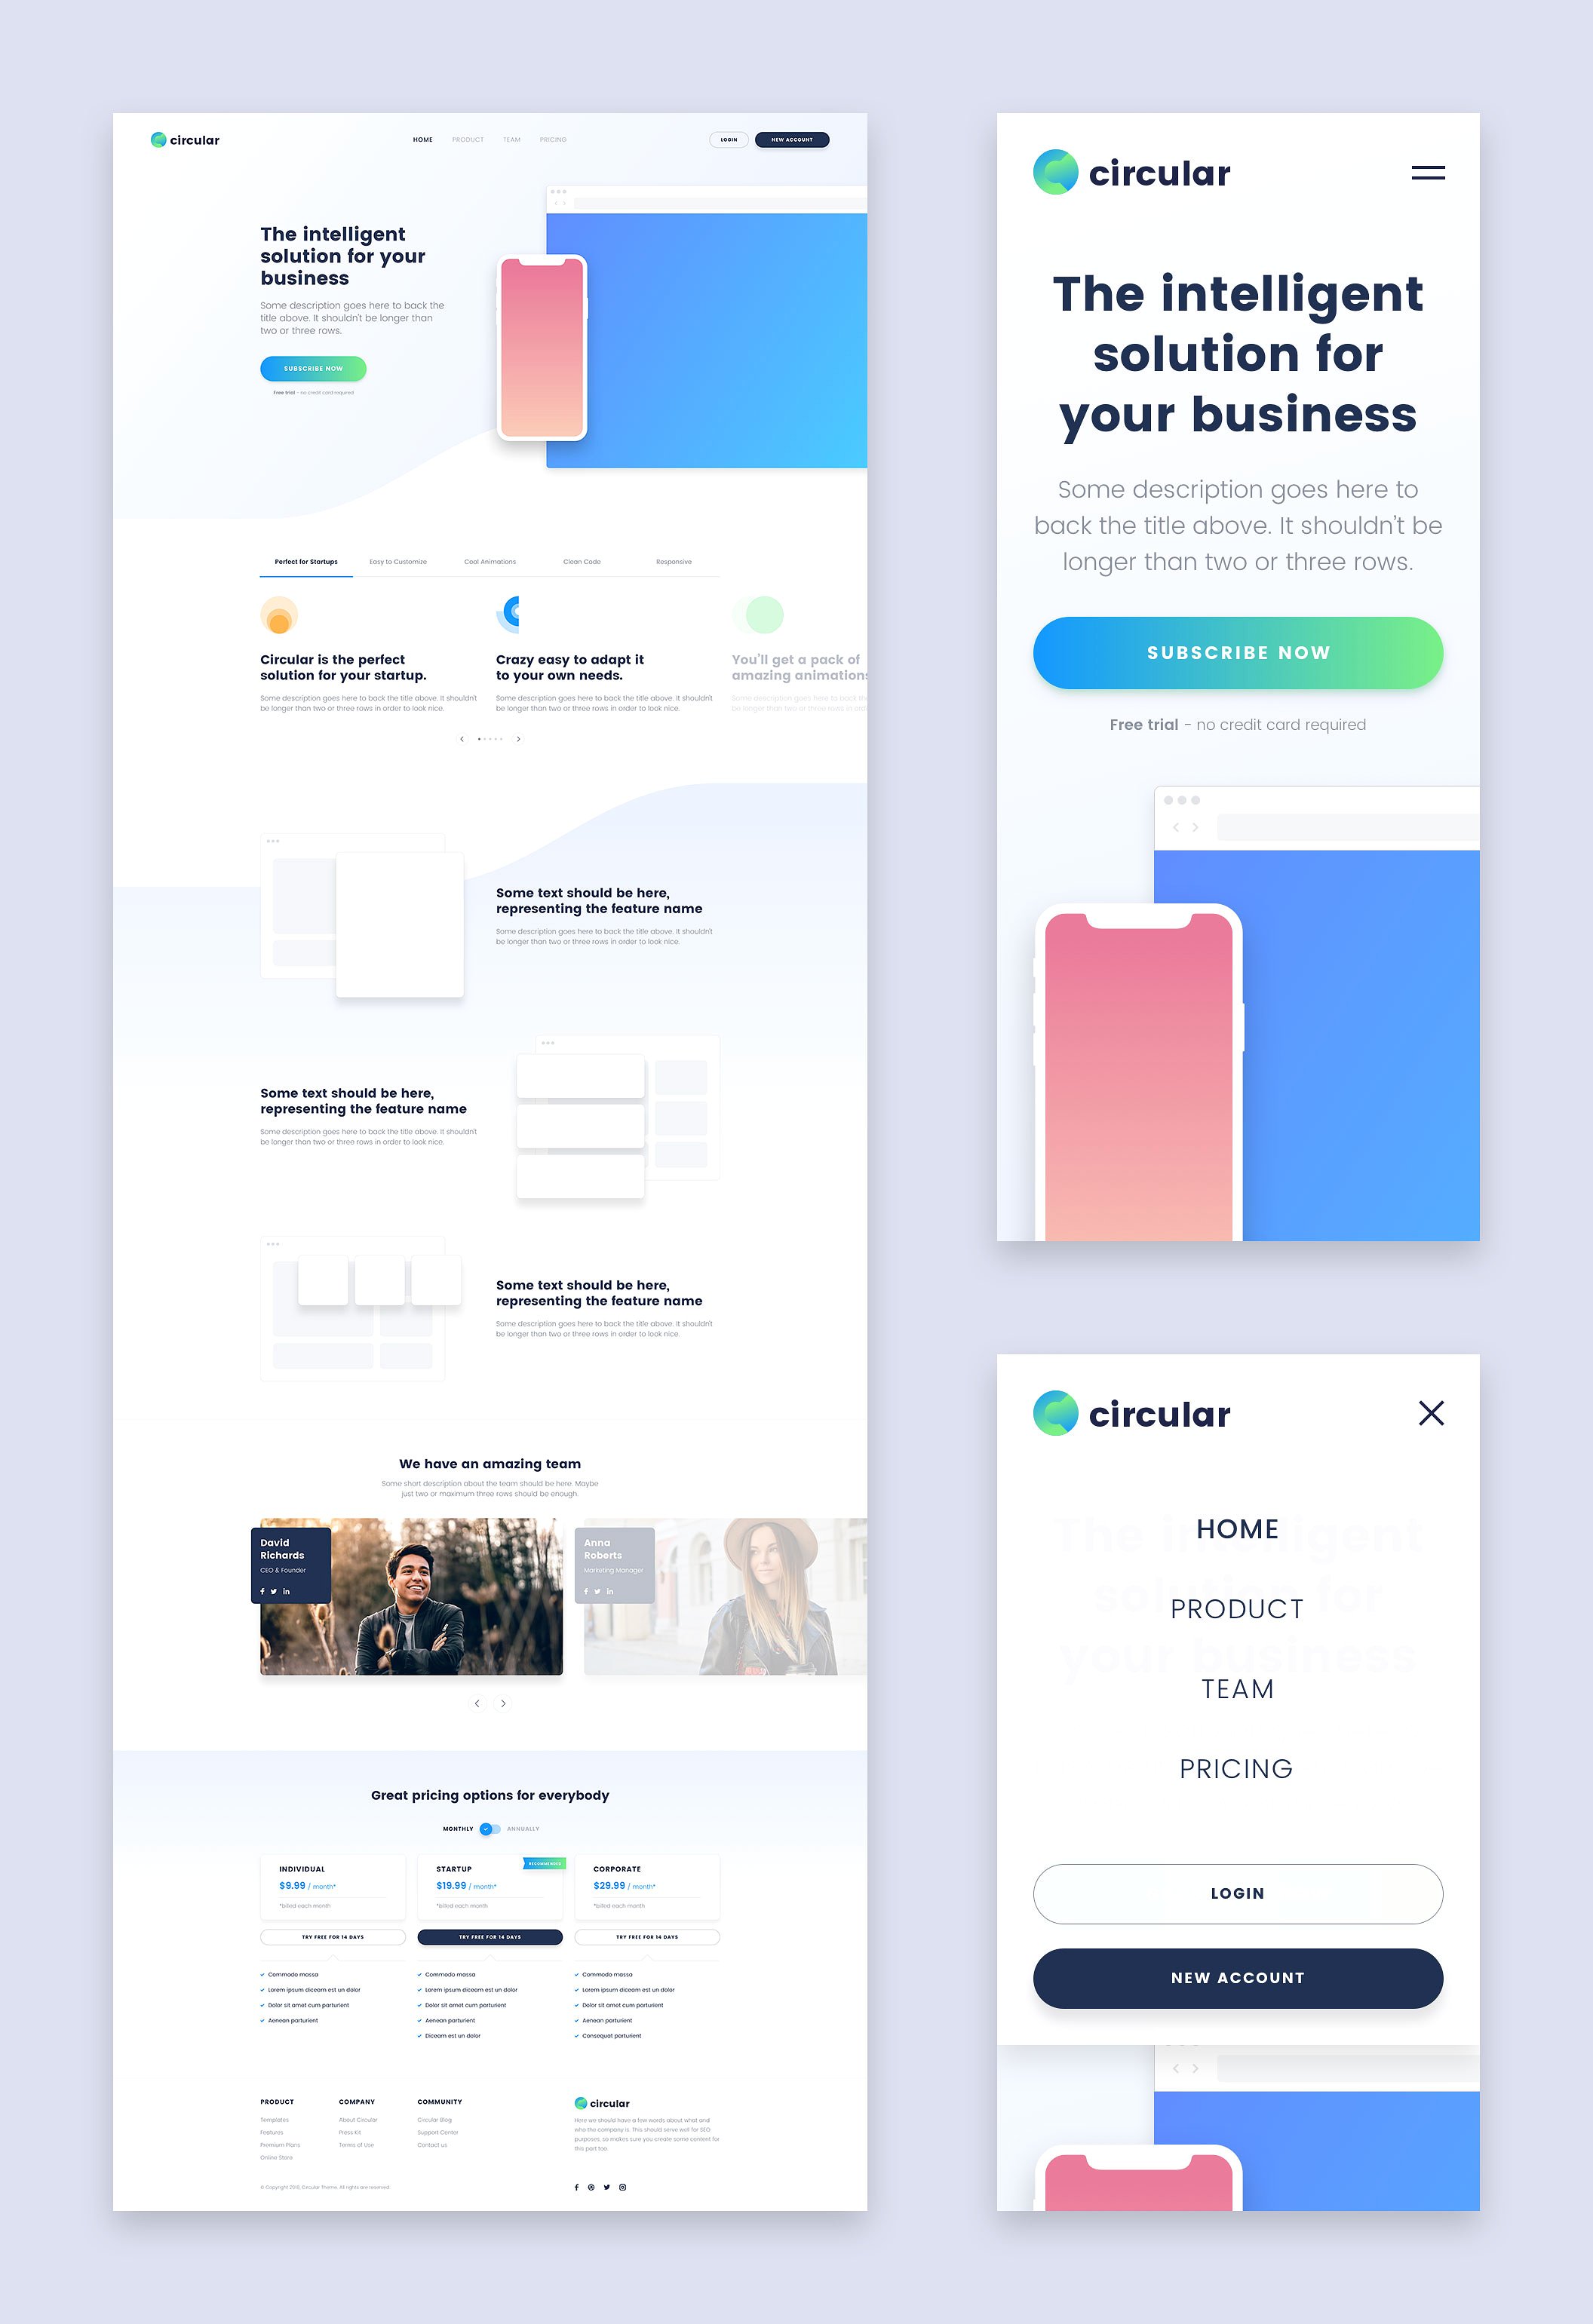 circular
HOME
PRODUCT
TEAM
PRICING
LOGIN
NEW ACCOUNT
The intelligent
solution for your
business
Some description goes here to back the
title above. It shouldn't be longer than
two or three rows.
SUBSCRIBE NOW
Free trial - no credit card required
Perfect for Startups
Easy to Customize
Cool Animations
Clean Code
Responsive
Circular is the perfect
solution for your startup.
Some description goes here to back the title above. It shouldn't
be longer than two or three rows in order to look nice.
Crazy easy to adapt it
to your own needs.
Some description goes here to back the title above. It shouldn't
be longer than two or three rows in order to look nice.
You'll get a pack of
amazing animations
Some description goes here to back the
be longer than two or three rows in
Some text should be here,
representing the feature name
Some description goes here to back the title above. It shouldn't
be longer than two or three rows in order to look nice.
Some text should be here,
representing the feature name
Some description goes here to back the title above. It shouldn't
be longer than two or three rows in order to look nice.
Some text should be here,
representing the feature name
Some description goes here to back the title above. It shouldn't
be longer than two or three rows in order to look nice.
We have an amazing team
Some short description about the team should be here. Maybe
just two or maximum three rows should be enough.
David
Richards
CEO & Founder
Anna
Roberts
Marketing Manager
Great pricing options for everybody
MONTHLY
ANNUALLY
INDIVIDUAL
$9.99 / month*
*billed each month
TRY FREE FOR 14 DAYS
Commodo massa
Lorem ipsum diceam est un dolor
Dolor sit amet cum parturient
Aenean parturient
STARTUP
RECOMMENDED
$19.99 / month*
*billed each month
TRY FREE FOR 14 DAYS
Commodo massa
Lorem ipsum diceam est un dolor
Dolor sit amet cum parturient
Aenean parturient
Diceam est un dolor
CORPORATE
$29.99 / month*
*billed each month
TRY FREE FOR 14 DAYS
Commodo massa
Lorem ipsum diceam est un dolor
Dolor sit amet cum parturient
Aenean parturient
Consequat parturient
PRODUCT
Templates
Features
Premium Plans
Online Store
COMPANY
About Circular
Press kit
Terms of Use
COMMUNITY
Circular Blog
Support Center
Contact us
circular
Here we should have a few words about what and
who the company is. This should serve well for SEO
purposes, so makes sure you create some content for
this part too.
© Copyright 2018, Circular Theme. All rights are reserved
circular
The intelligent
solution for
your business
Some description goes here to
back the title above. It shouldn't be
longer than two or three rows.
SUBSCRIBE NOW
Free trial - no credit card required
circular
The intelligent
solution for
your business
HOME
PRODUCT
TEAM
PRICING
LOGIN
NEW ACCOUNT